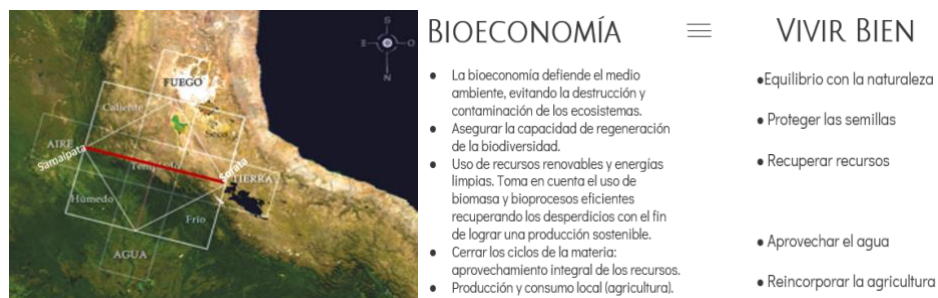 S
E
O
N
FUEGO
Caliente
Seco
AIRE
Samaipata
Sorata
TIERRA
Húmedo
Frío
AGUA
BIOECONOMÍA
● La bioeconomía defiende el medio
ambiente, evitando la destrucción y
contaminación de los ecosistemas.
● Asegurar la capacidad de regeneración
de la biodiversidad.
● Uso de recursos renovables y energías
limpias. Toma en cuenta el uso de
biomasa y bioprocesos eficientes
recuperando los desperdicios con el fin
de lograr una producción sostenible.
● Cerrar los ciclos de la materia:
aprovechamiento integral de los recursos.
● Producción y consumo local (agricultura).
VIVIR BIEN
●Equilibrio con la naturaleza
● Proteger las semillas
● Recuperar recursos
● Aprovechar el agua
● Reincorporar la agricultura